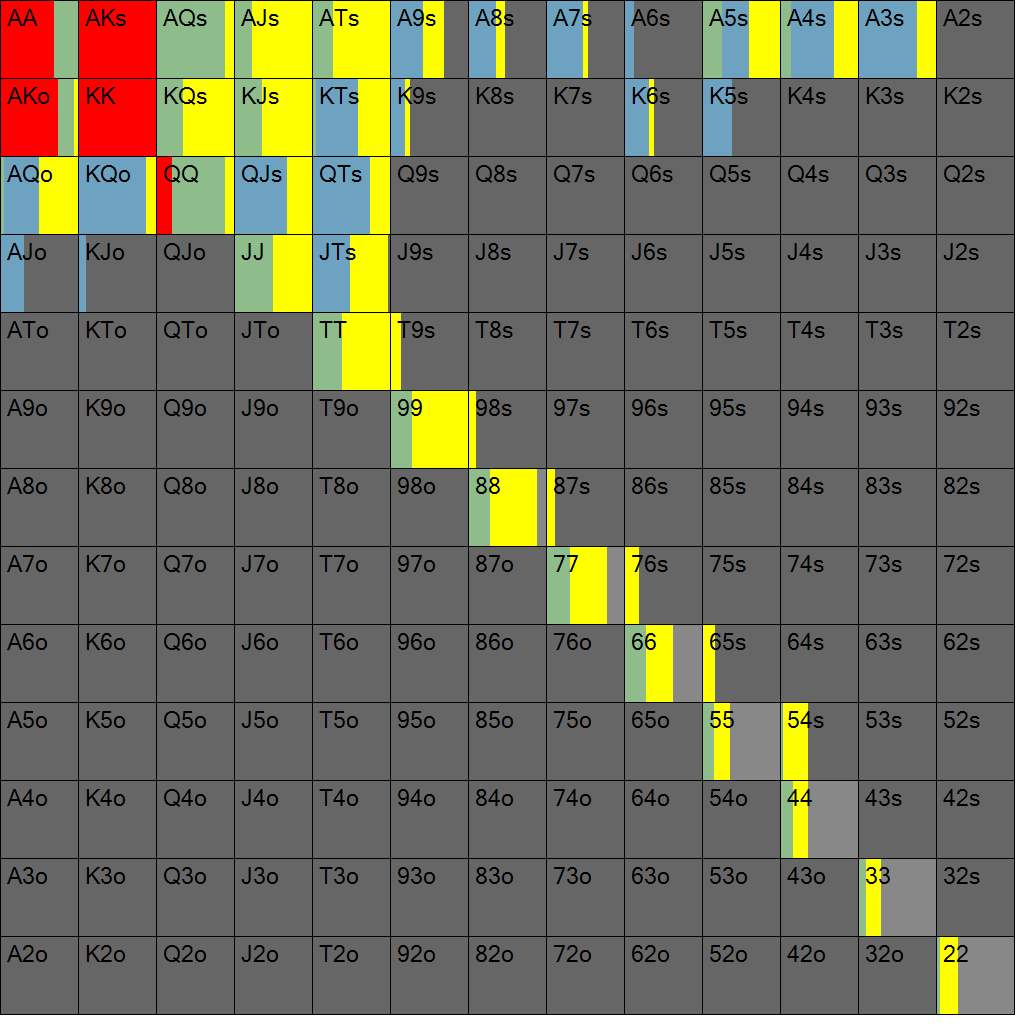 AA AKs AQs AJs ATs A9s A8s A7s A6s A5s A4s A3s A2s
AKo KK KQs KJs KTs K9s K8s K7s K6s K5s K4s K3s K2s
AQo KQo QQ QJs QTs Q9s Q8s Q7s Q6s Q5s Q4s Q3s Q2s
AJo KJo QJo JJ JTs J9s J8s J7s J6s J5s J4s J3s J2s
ATo KTo QTo JTo TT T9s T8s T7s T6s T5s T4s T3s T2s
A9o K9o Q9o J9o T9o 99 98s 97s 96s 95s 94s 93s 92s
A8o K8o Q8o J8o T8o 98o 88 87s 86s 85s 84s 83s 82s
A7o K7o Q7o J7o T7o 97o 87o 77 76s 75s 74s 73s 72s
A6o K6o Q6o J6o T6o 96o 86o 76o 66 65s 64s 63s 62s
A5o K5o Q5o J5o T5o 95o 85o 75o 65o 55 54s 53s 52s
A4o K4o Q4o J4o T4o 94o 84o 74o 64o 54o 44 43s 42s
A3o K3o Q3o J3o T3o 93o 83o 73o 63o 53o 43o 33 32s
A2o K2o Q2o J2o T2o 92o 82o 72o 62o 52o 42o 32o 22